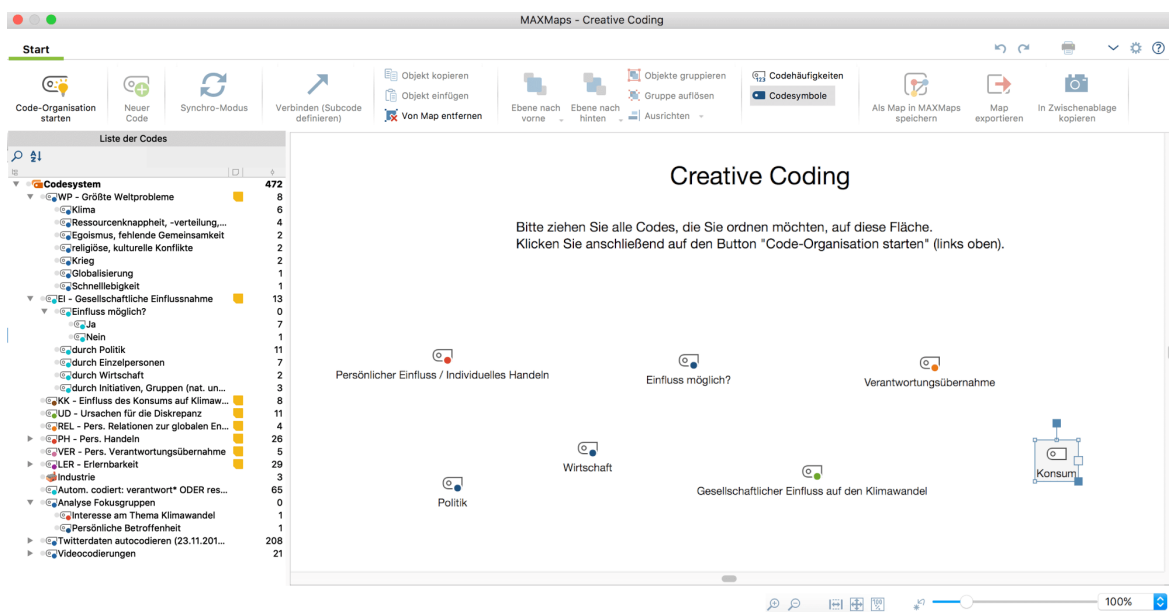 MAXMaps - Creative Coding
Start
Code-Organisation starten
Neuer Code
Synchro-Modus
Verbinden (Subcode definieren)
Objekt kopieren
Objekt einfügen
Von Map entfernen
Ebene nach vorne
Ebene nach hinten
Objekte gruppieren
Gruppe auflösen
Ausrichten
123
Codehäufigkeiten
Codesymbole
Als Map in MAXMaps speichern
Map exportieren
In Zwischenablage kopieren
Liste der Codes
Codesystem 472
WP - Größte Weltprobleme 8
Klima 6
Ressourcenknappheit, -verteilung,... 4
Egoismus, fehlende Gemeinsamkeit 2
religiöse, kulturelle Konflikte 2
Krieg 2
Globalisierung 1
Schnelllebigkeit 1
EI - Gesellschaftliche Einflussnahme 13
Einfluss möglich? 0
Ja 7
Nein 1
durch Politik 11
durch Einzelpersonen 7
durch Wirtschaft 2
durch Initiativen, Gruppen (nat. un... 3
KK - Einfluss des Konsums auf Klimaw... 8
UD - Ursachen für die Diskrepanz 11
REL - Pers. Relationen zur globalen En... 4
PH - Pers. Handeln 26
VER - Pers. Verantwortungsübernahme 5
LER - Erlernbarkeit 29
Industrie 3
Autom. codiert: verantwort* ODER res... 65
Analyse Fokusgruppen 0
Interesse am Thema Klimawandel 1
Persönliche Betroffenheit 1
Twitterdaten autocodieren (23.11.201... 208
Videocodierungen 21
Creative Coding
Bitte ziehen Sie alle Codes, die Sie ordnen möchten, auf diese Fläche.
Klicken Sie anschließend auf den Button "Code-Organisation starten" (links oben).
Persönlicher Einfluss / Individuelles Handeln
Einfluss möglich?
Verantwortungsübernahme
Wirtschaft
Konsum
Politik
Gesellschaftlicher Einfluss auf den Klimawandel
100%